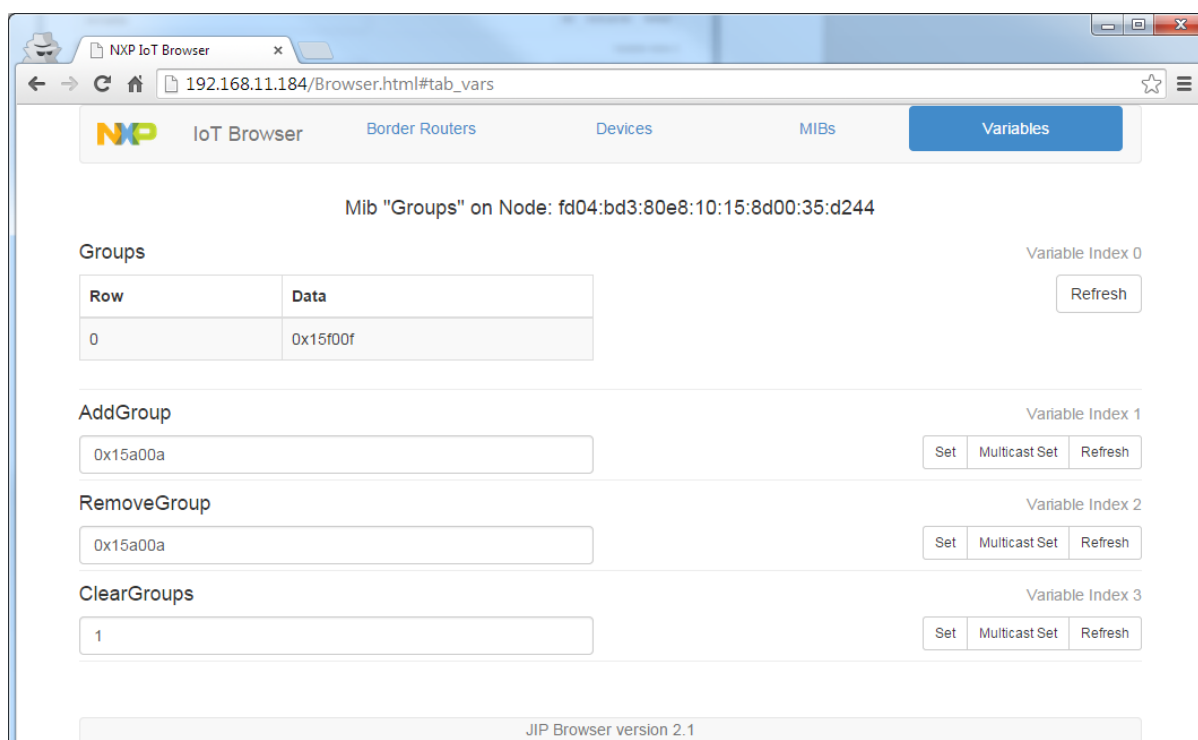 NXP IoT Browser
192.168.11.184/Browser.html#tab_vars
NXP IoT Browser Border Routers Devices MIBs Variables
Mib "Groups" on Node: fd04:bd3:80e8:10:15:8d00:35:d244
Groups Variable Index 0
Row Data Refresh
0 0x15f00f
AddGroup Variable Index 1
0x15a00a Set Multicast Set Refresh
RemoveGroup Variable Index 2
0x15a00a Set Multicast Set Refresh
ClearGroups Variable Index 3
1 Set Multicast Set Refresh
JIP Browser version 2.1